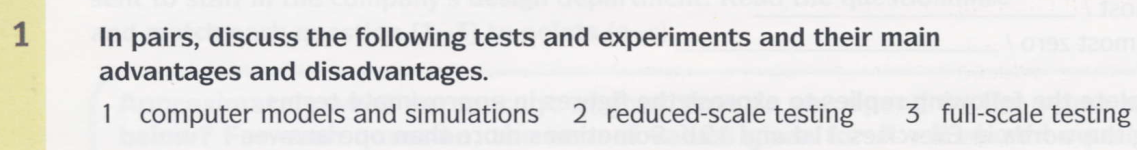 1 In pairs, discuss the following tests and experiments and their main
advantages and disadvantages.
1 computer models and simulations 2 reduced-scale testing 3 full-scale testing